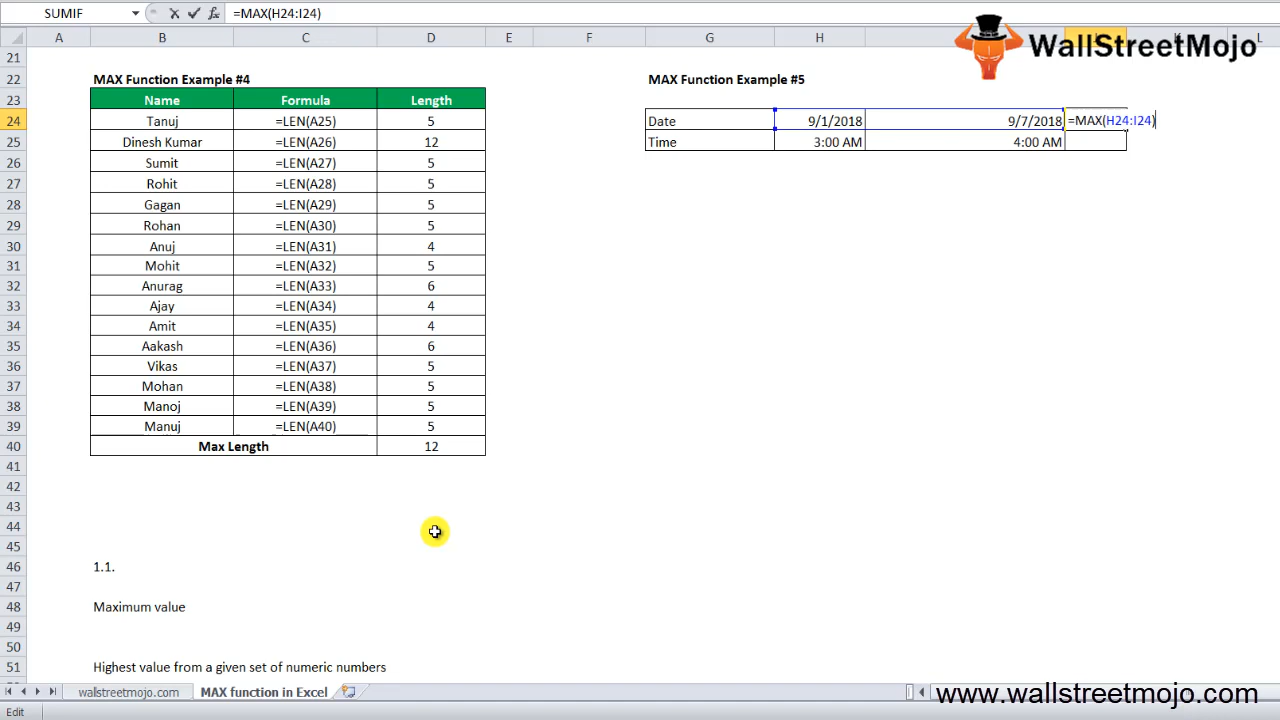 SUMIF =MAX(H24:I24)
A B C D E F G H L
21
22 MAX Function Example #4 MAX Function Example #5
WallStreetMojo
23 Name Formula Length
24 Tanuj =LEN(A25) 5 Date 9/1/2018 9/7/2018 =MAX(H24:I24)
25 Dinesh Kumar =LEN(A26) 12 Time 3:00 AM 4:00 AM
26 Sumit =LEN(A27) 5
27 Rohit =LEN(A28) 5
28 Gagan =LEN(A29) 5
29 Rohan =LEN(A30) 5
30 Anuj =LEN(A31) 4
31 Mohit =LEN(A32) 5
32 Anurag =LEN(A33) 6
33 Ajay =LEN(A34) 4
34 Amit =LEN(A35) 4
35 Aakash =LEN(A36) 6
36 Vikas =LEN(A37) 5
37 Mohan =LEN(A38) 5
38 Manoj =LEN(A39) 5
39 Manuj =LEN(A40) 5
40 Max Length 12
41
42
43
44
45
46 1.1.
47
48 Maximum value
49
50
51 Highest value from a given set of numeric numbers
wallstreetmojo.com MAX function in Excel
www.wallstreetmojo.com
Edit